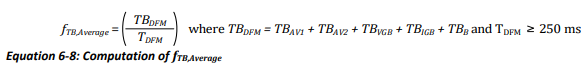 f_TB,Average = ( TB_DFM / T_DFM ) where TB_DFM = TB_AV1 + TB_AV2 + TB_VGB + TB_IGB + TB_B and T_DFM ≥ 250 ms
Equation 6-8: Computation of f_TB,Average